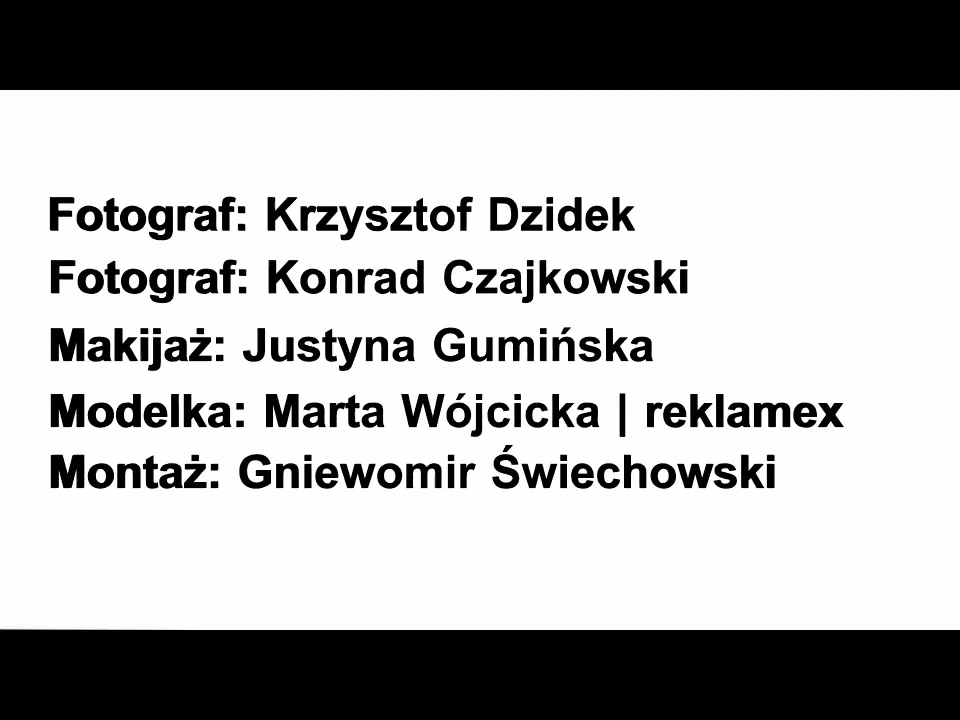 Fotograf: Krzysztof Dzidek
Fotograf: Konrad Czajkowski
Makijaż: Justyna Gumińska
Modelka: Marta Wójcicka | reklamex
Montaż: Gniewomir Świechowski